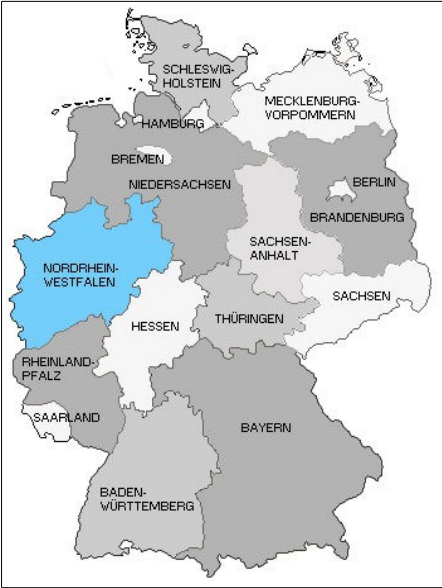 SCHLESWIG-
HOLSTEIN
MECKLENBURG-
VORPOMMERN
HAMBURG
BREMEN
NIEDERSACHSEN
BERLIN
BRANDENBURG
SACHSEN-
ANHALT
NORDRHEIN-
WESTFALEN
SACHSEN
HESSEN
THÜRINGEN
RHEINLAND-
PFALZ
SAARLAND
BAYERN
BADEN-
WÜRTTEMBERG